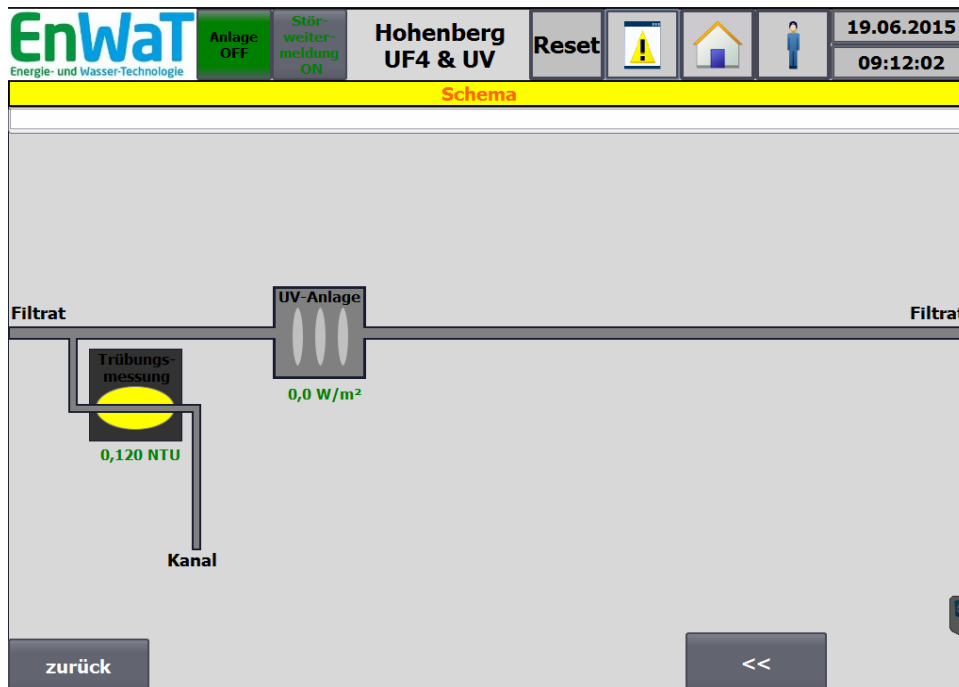 EnWaT
Energie- und Wasser-Technologie
Anlage
OFF
Stör-
weiter-
meldung
ON
Hohenberg
UF4 & UV
Reset
19.06.2015
09:12:02
Schema
UV-Anlage
Filtrat
Filtrat
Trübungs-
messung
0,0 W/m²
0,120 NTU
Kanal
zurück
<<